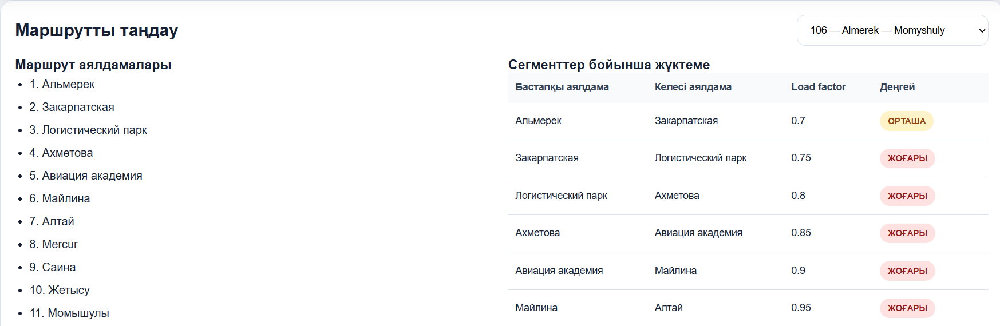 Маршрутты таңдау
106 — Almerek — Momyshuly
Маршрут аялдамалары
1. Альмерек
2. Закарпатская
3. Логистический парк
4. Ахметова
5. Авиация академия
6. Майлина
7. Алтай
8. Mercur
9. Саина
10. Жетысу
11. Момышулы
Сегменттер бойынша жүктеме
Бастапқы аялдама Келесі аялдама Load factor Деңгей
Альмерек Закарпатская 0.7 ОРТАША
Закарпатская Логистический парк 0.75 ЖОҒАРЫ
Логистический парк Ахметова 0.8 ЖОҒАРЫ
Ахметова Авиация академия 0.85 ЖОҒАРЫ
Авиация академия Майлина 0.9 ЖОҒАРЫ
Майлина Алтай 0.95 ЖОҒАРЫ